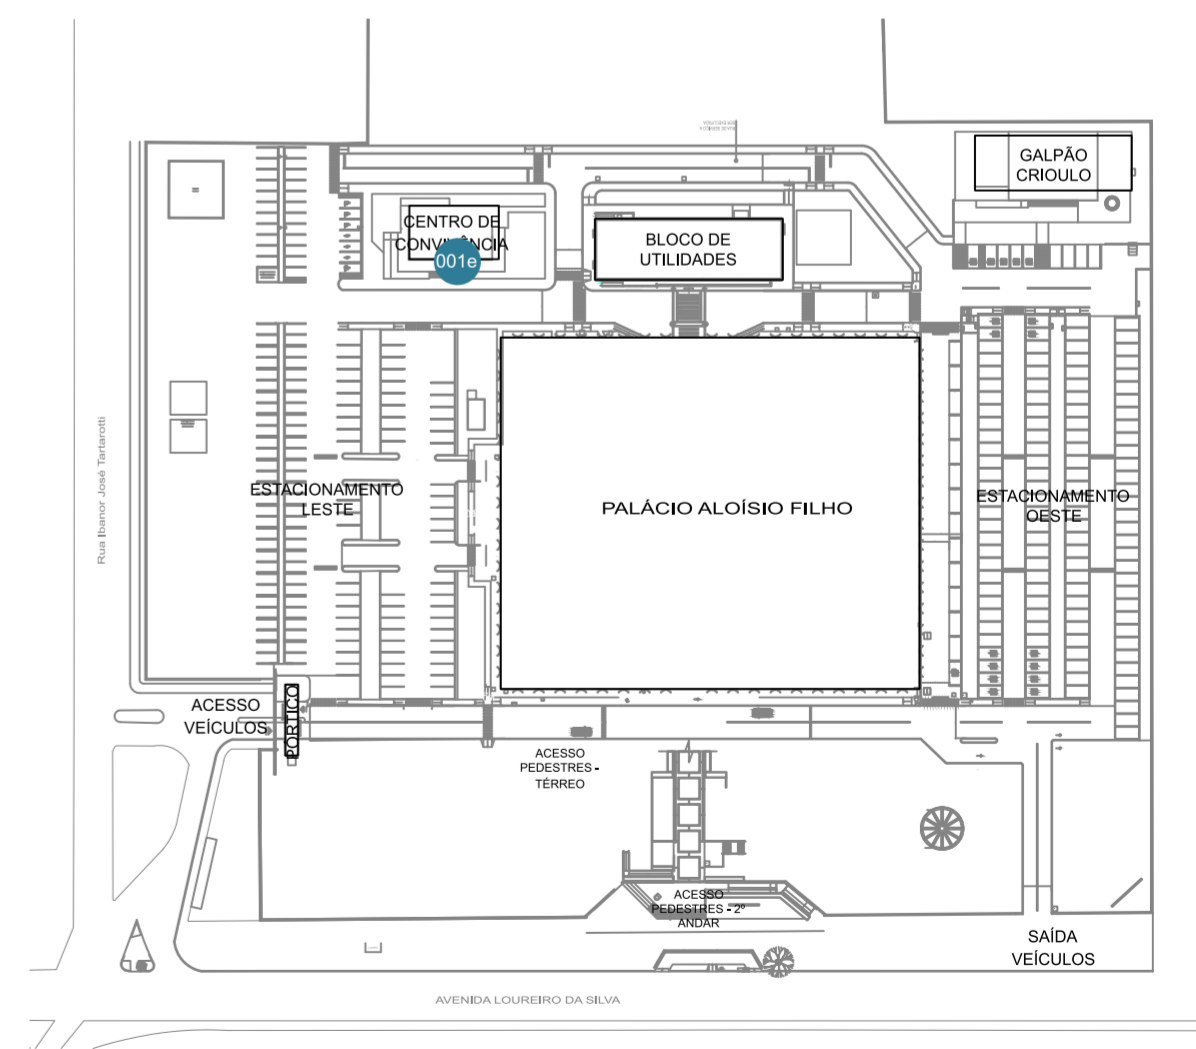 GALPÃO
CRIOULO
CENTRO DE
CONVIVÊNCIA
001e
BLOCO DE
UTILIDADES
Rua Ibanor José Tartarotti
ESTACIONAMENTO
LESTE
PALÁCIO ALOÍSIO FILHO
ESTACIONAMENTO
OESTE
ACESSO
VEÍCULOS
PÓRTICO
ACESSO
PEDESTRES -
TÉRREO
ACESSO
PEDESTRES - 2º
ANDAR
SAÍDA
VEÍCULOS
AVENIDA LOUREIRO DA SILVA